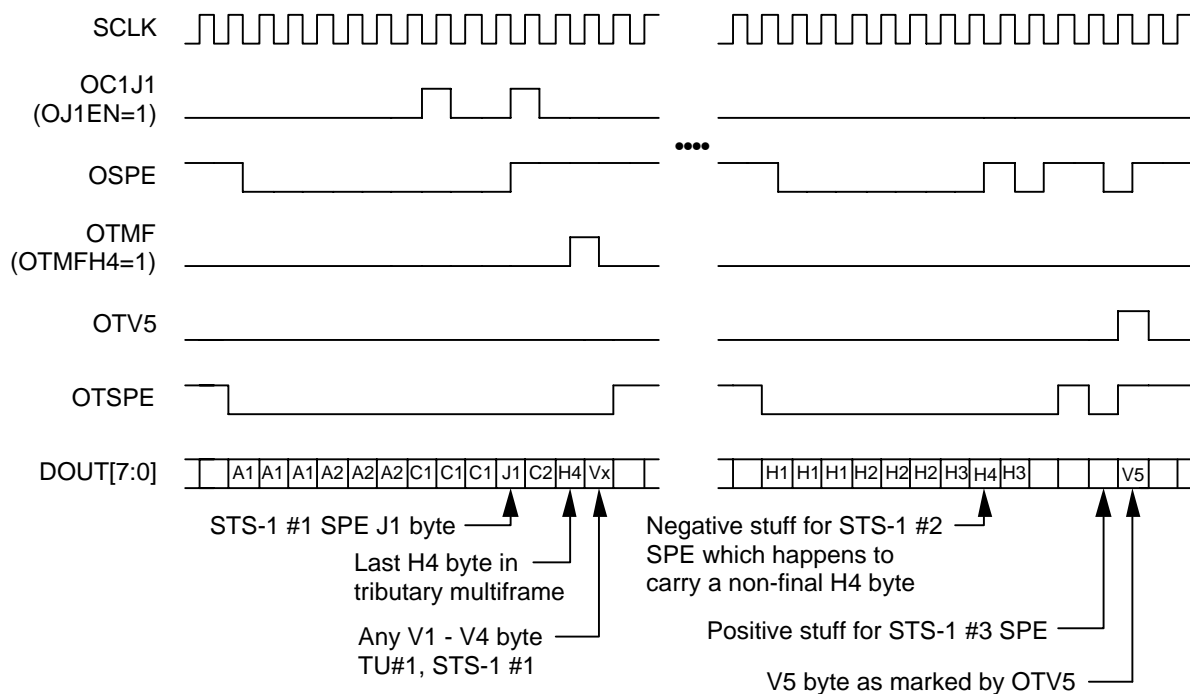 SCLK
OC1J1
(OJ1EN=1)
OSPE
OTMF
(OTMFH4=1)
OTV5
OTSPE
DOUT[7:0] A1 A1 A1 A2 A2 A2 C1 C1 C1 J1 C2 H4 Vx H1 H1 H1 H2 H2 H2 H3 H4 H3 V5
STS-1 #1 SPE J1 byte
Last H4 byte in
tributary multiframe
Any V1 - V4 byte
TU#1, STS-1 #1
Negative stuff for STS-1 #2
SPE which happens to
carry a non-final H4 byte
Positive stuff for STS-1 #3 SPE
V5 byte as marked by OTV5